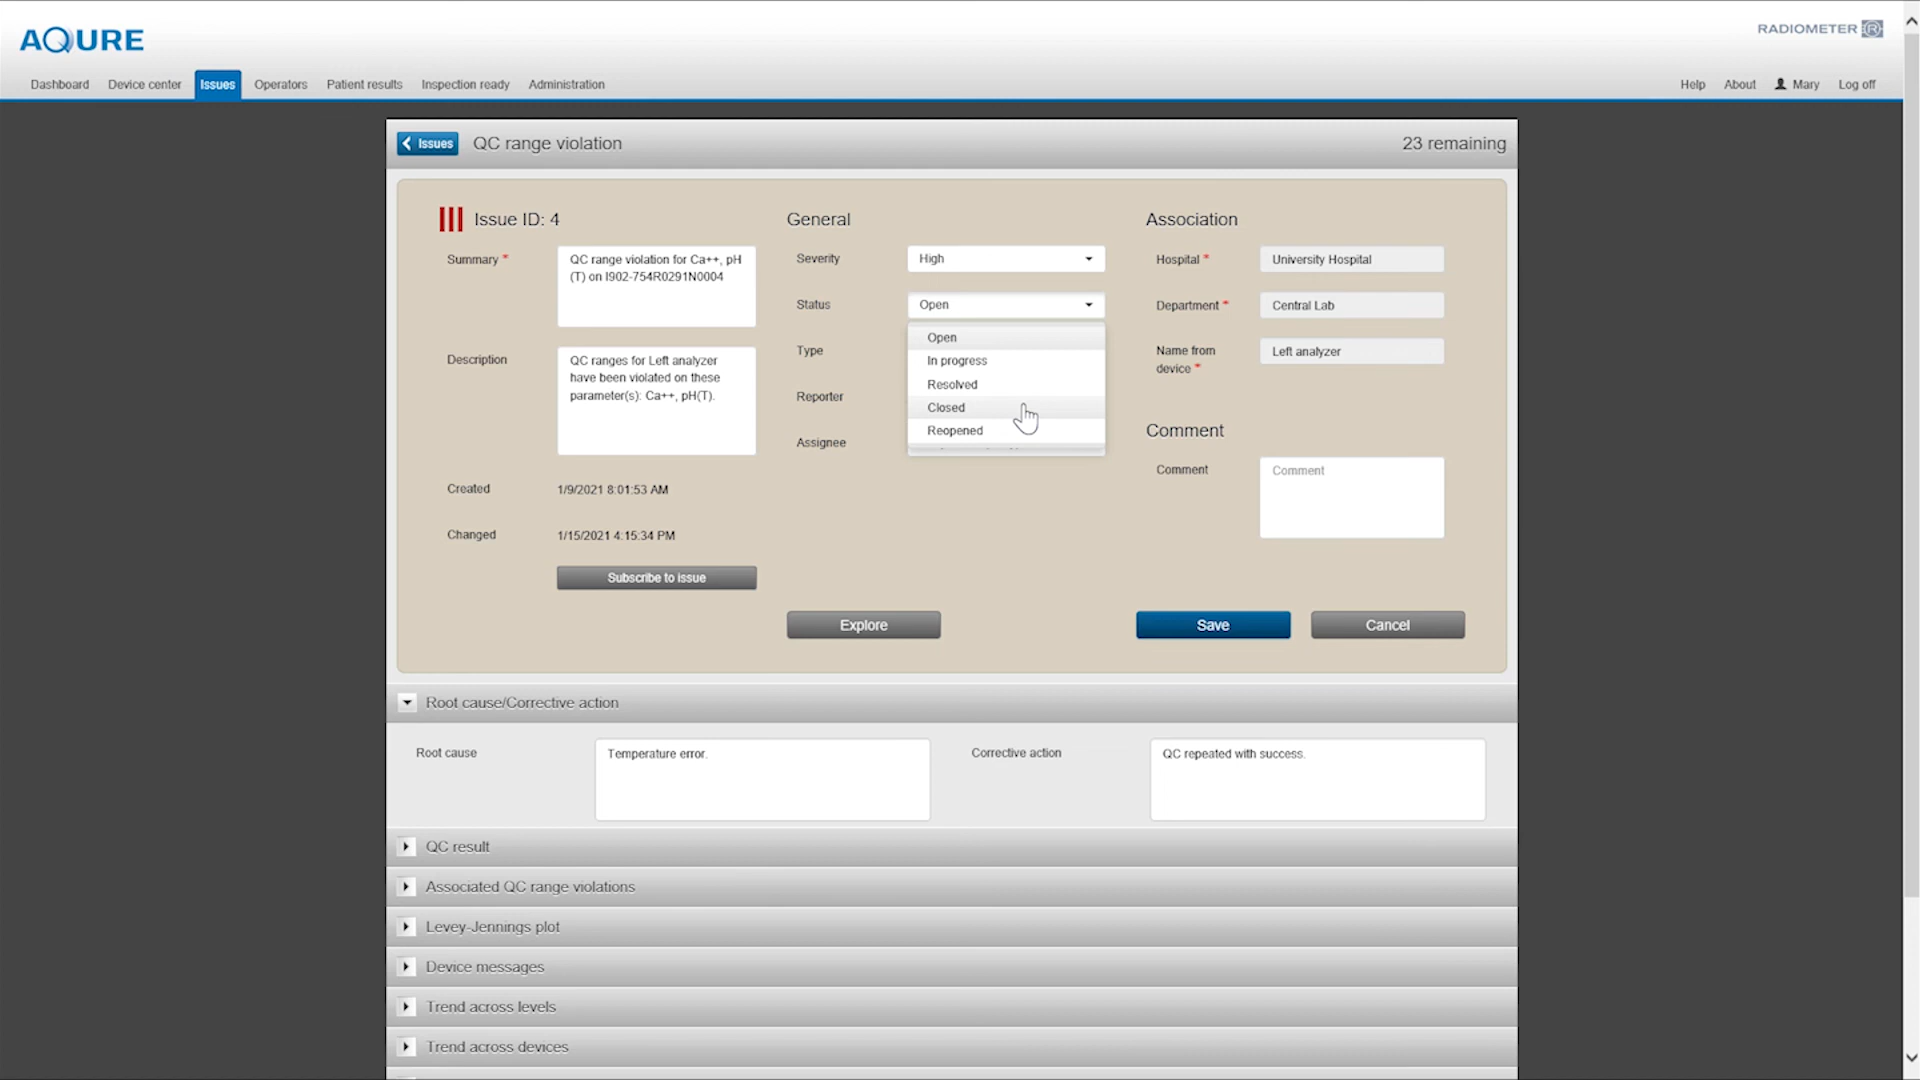 AQURE
RADIOMETER
Dashboard Device center Issues Operators Patient results Inspection ready Administration
Help About Mary Log off
Issues QC range violation 23 remaining
Issue ID: 4
Summary *
QC range violation for Ca++, pH
(T) on I902-754R0291N0004
Description
QC ranges for Left analyzer
have been violated on these
parameter(s): Ca++, pH(T).
Created 1/9/2021 8:01:53 AM
Changed 1/15/2021 4:15:34 PM
Subscribe to issue
General
Severity High
Status Open
Open
In progress
Resolved
Closed
Reopened
Type
Reporter
Assignee
Explore
Association
Hospital * University Hospital
Department * Central Lab
Name from
device *
Left analyzer
Comment
Comment Comment
Save Cancel
Root cause/Corrective action
Root cause Temperature error.
Corrective action QC repeated with success.
QC result
Associated QC range violations
Levey-Jennings plot
Device messages
Trend across levels
Trend across devices